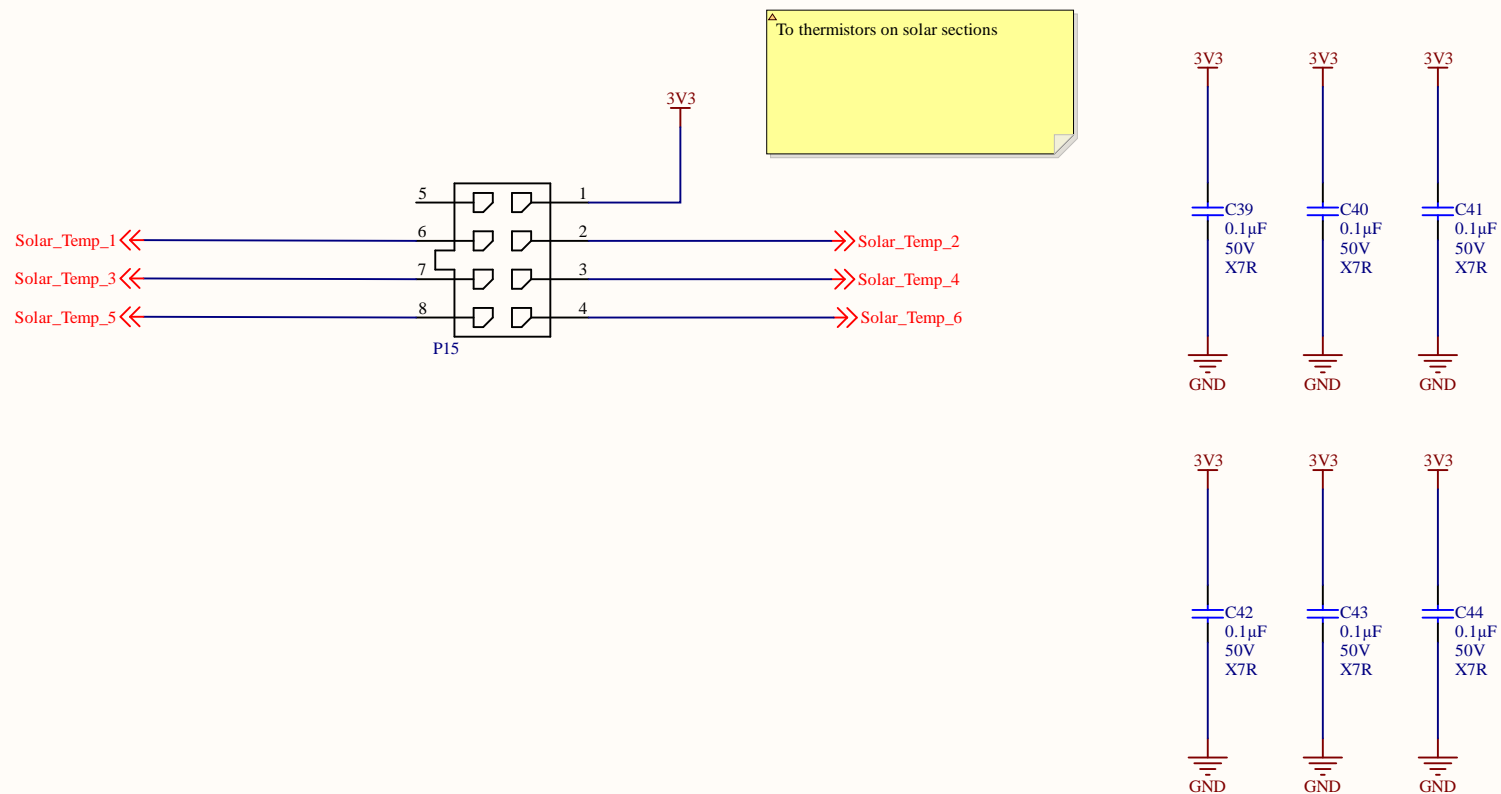 To thermistors on solar sections
3V3
5
1
Solar_Temp_1
6
2
Solar_Temp_2
Solar_Temp_3
7
3
Solar_Temp_4
Solar_Temp_5
8
4
Solar_Temp_6
P15
3V3
3V3
3V3
C39
0.1µF
50V
X7R
C40
0.1µF
50V
X7R
C41
0.1µF
50V
X7R
GND
GND
GND
3V3
3V3
3V3
C42
0.1µF
50V
X7R
C43
0.1µF
50V
X7R
C44
0.1µF
50V
X7R
GND
GND
GND